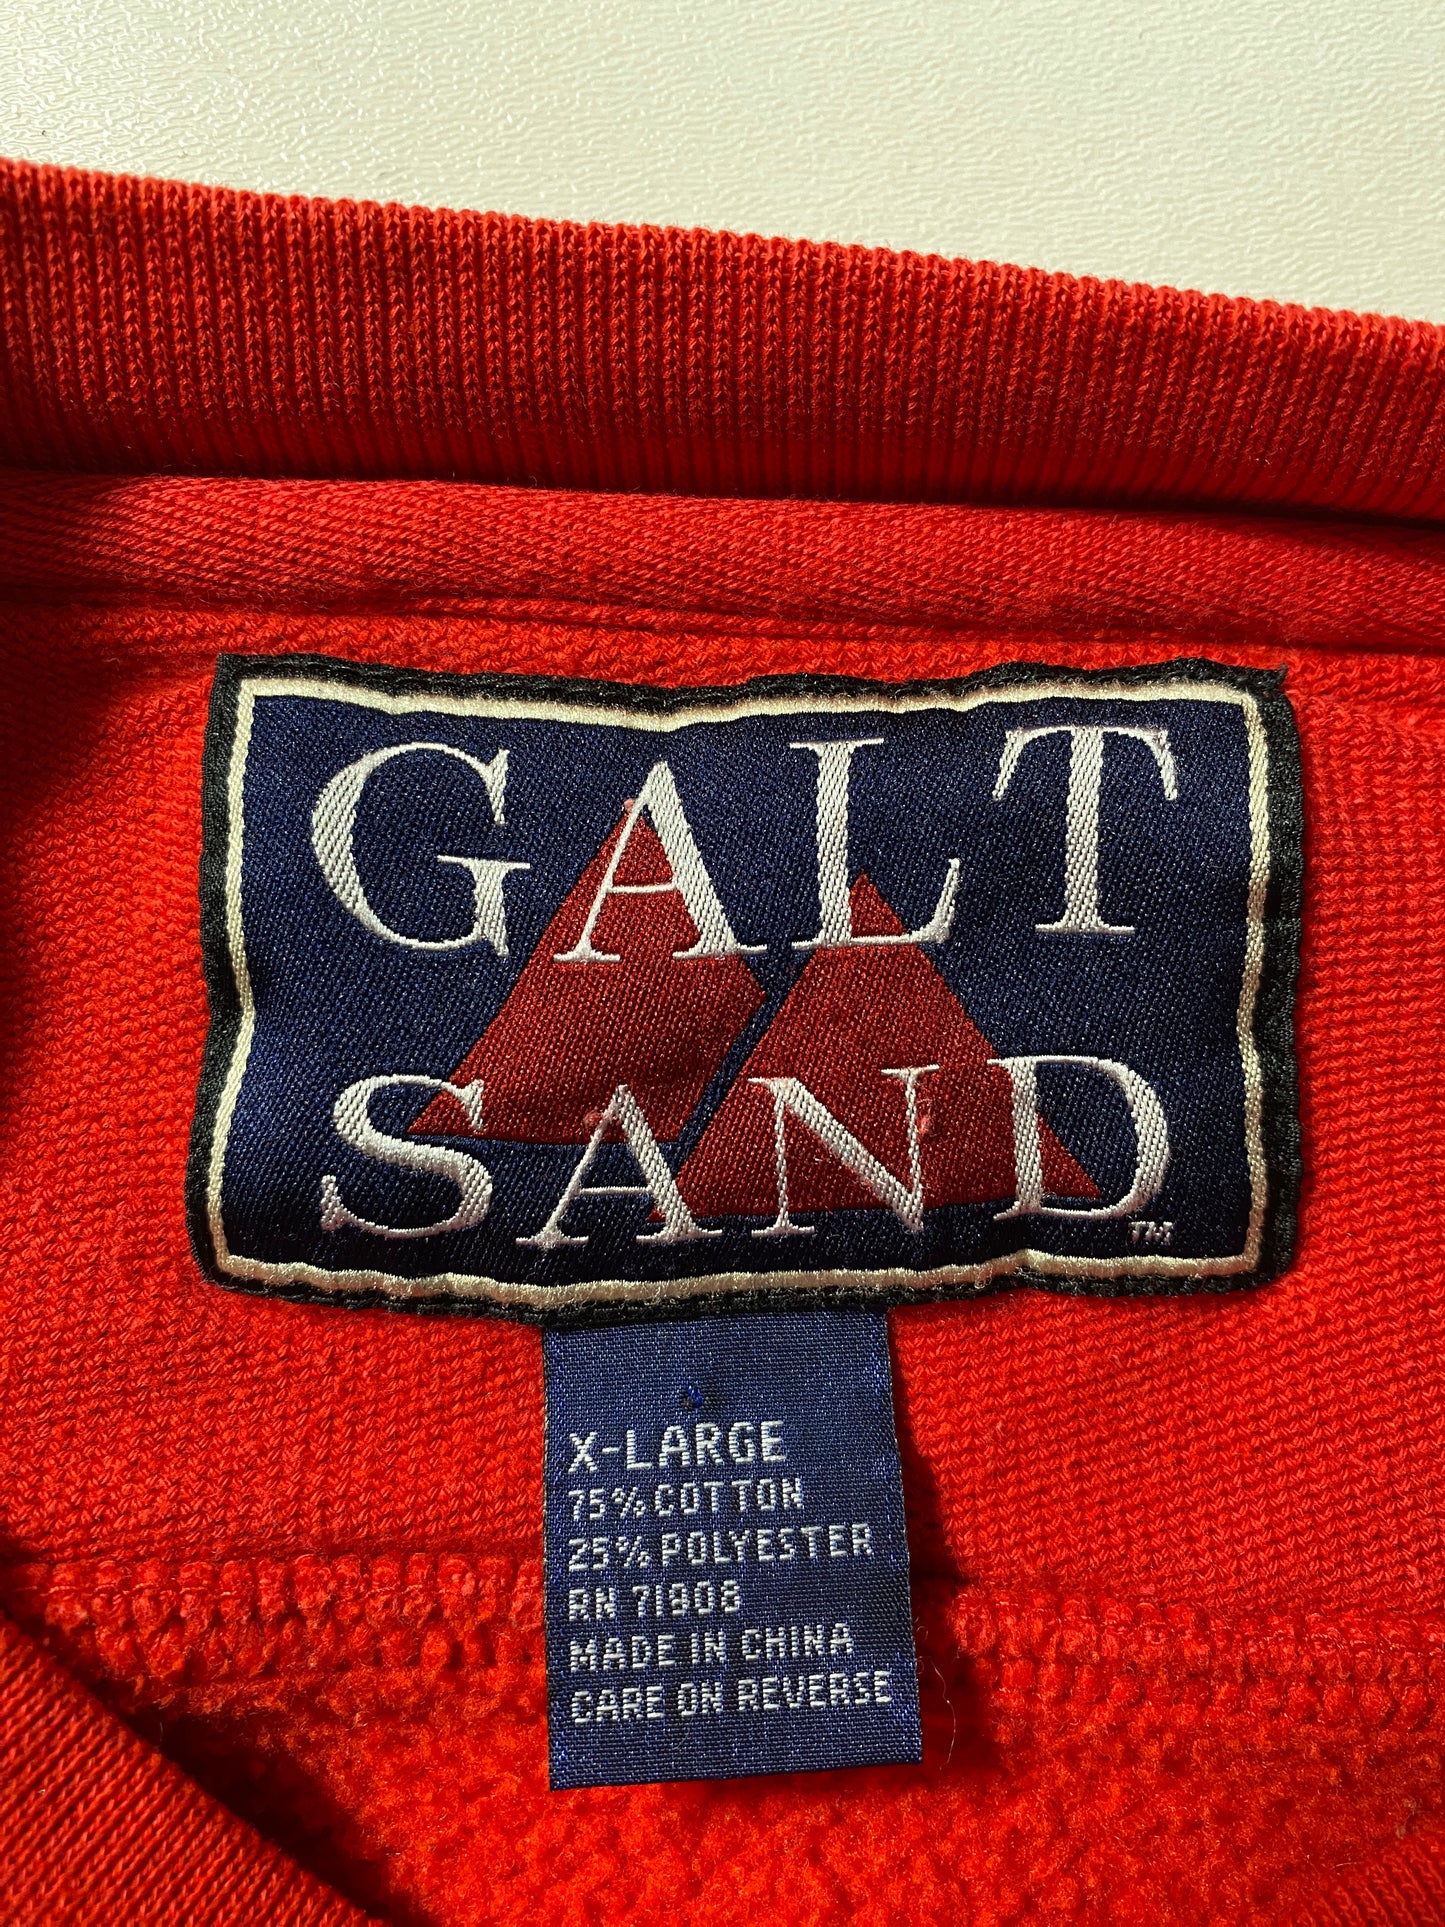 GALT
SAND
TM
X-LARGE
75% COTTON
25% POLYESTER
RN 71908
MADE IN CHINA
CARE ON REVERSE